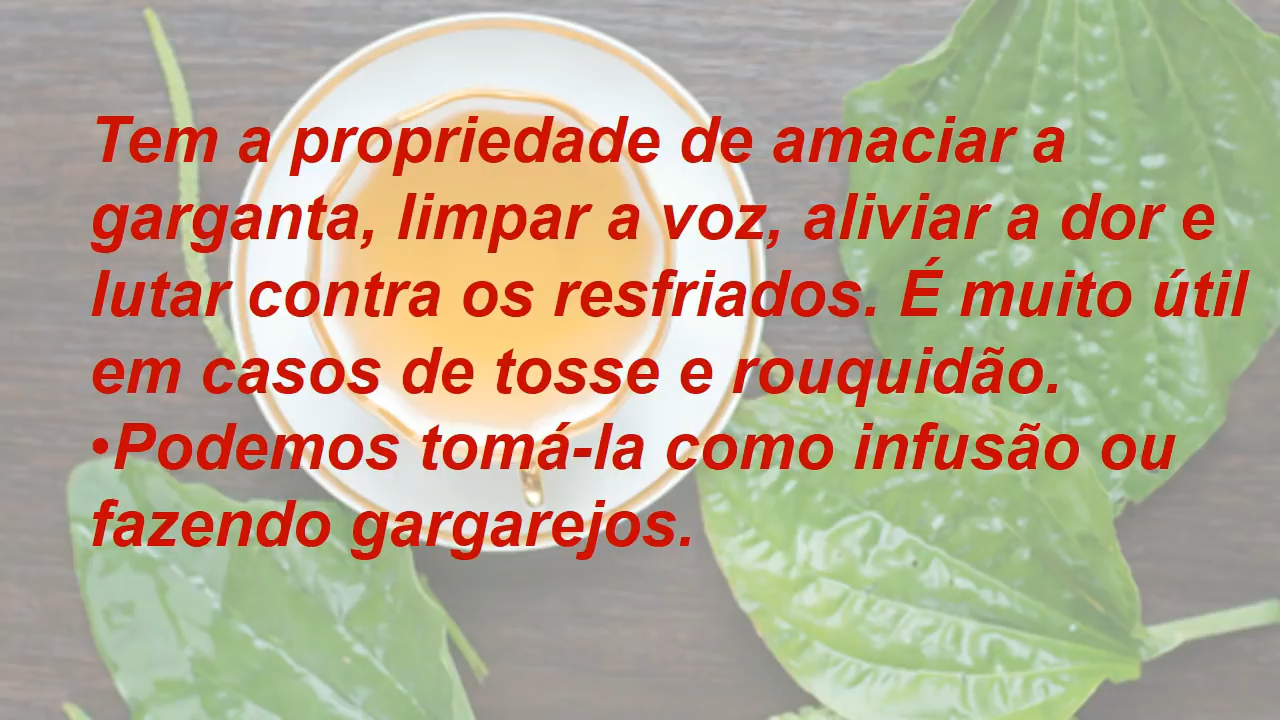 Tem a propriedade de amaciar a
garganta, limpar a voz, aliviar a dor e
lutar contra os resfriados. É muito útil
em casos de tosse e rouquidão.
•Podemos tomá-la como infusão ou
fazendo gargarejos.